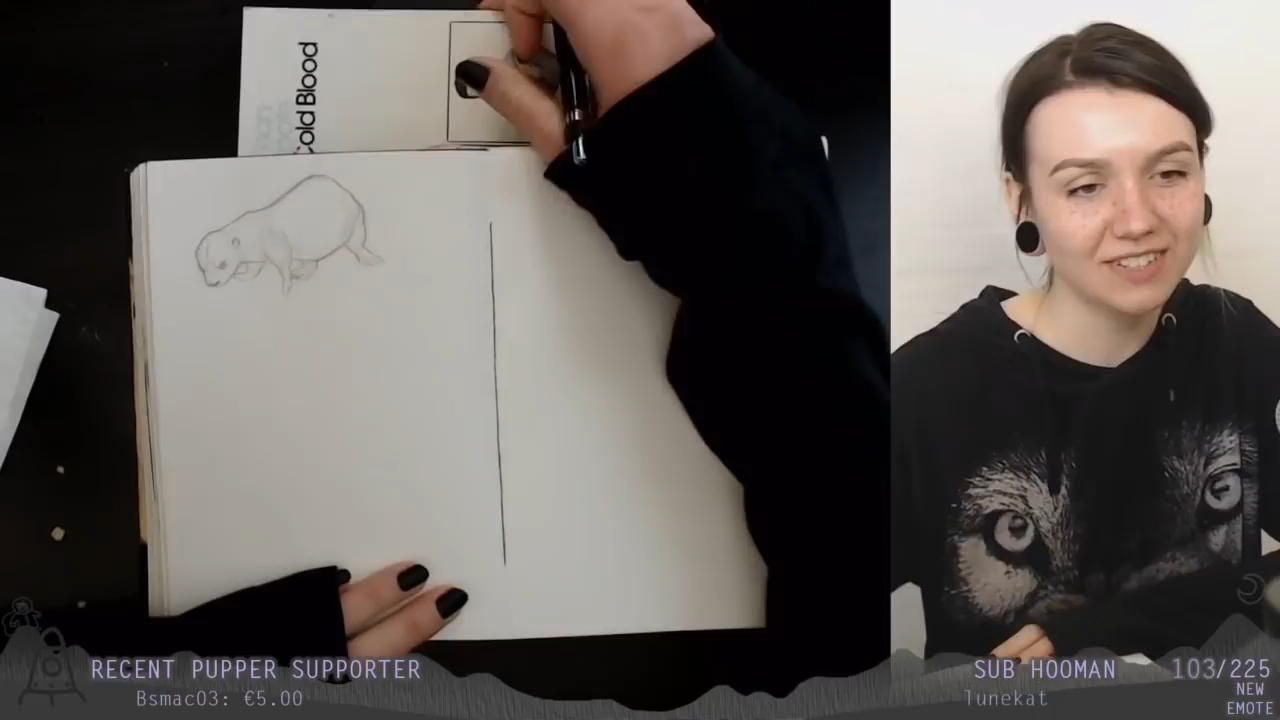 Cold Blood
RECENT PUPPER SUPPORTER
Bsmac03: €5.00
SUB HOOMAN
lunekat
103/225
NEW
EMOTE